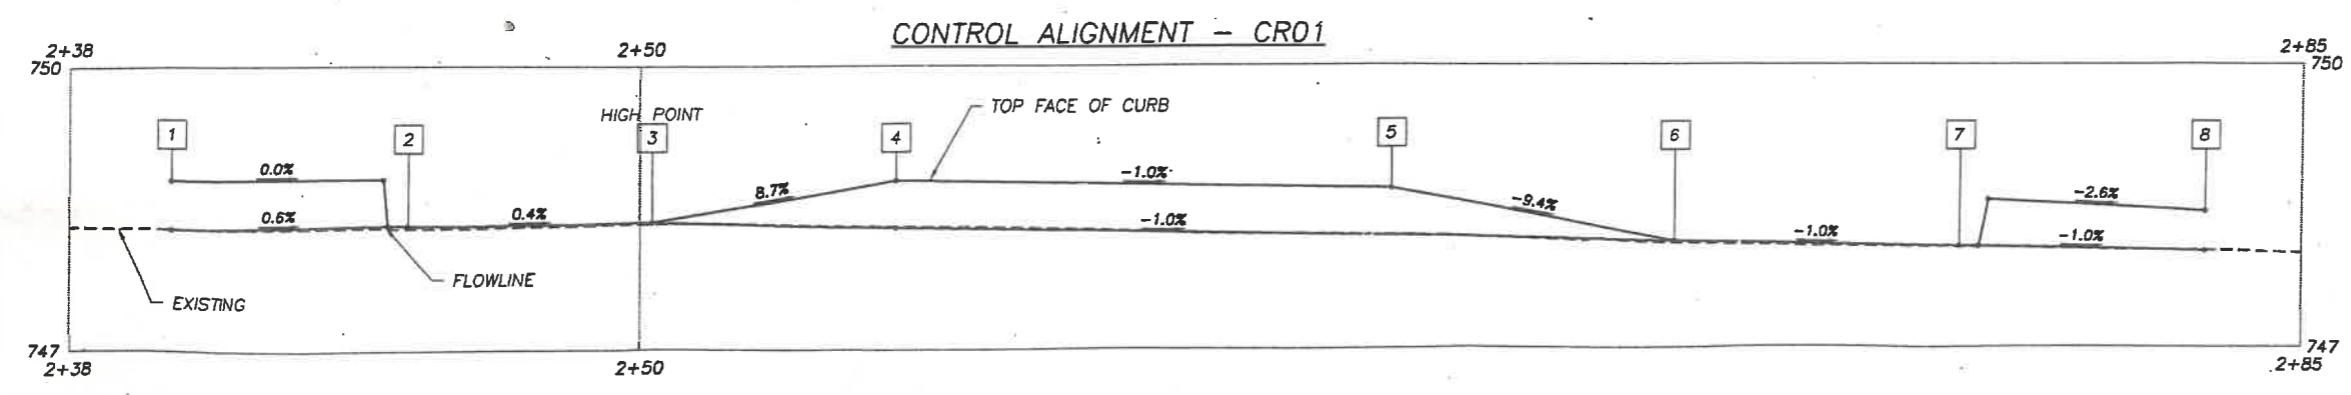 CONTROL ALIGNMENT - CR01
2+38 2+50 2+85
750 750
HIGH POINT TOP FACE OF CURB
1 2 3 4 5 6 7 8
0.0% 8.7% -1.0% -9.4% -2.6%
0.6% 0.4% -1.0% -1.0% -1.0%
FLOWLINE
EXISTING
747 747
2+38 2+50 2+85